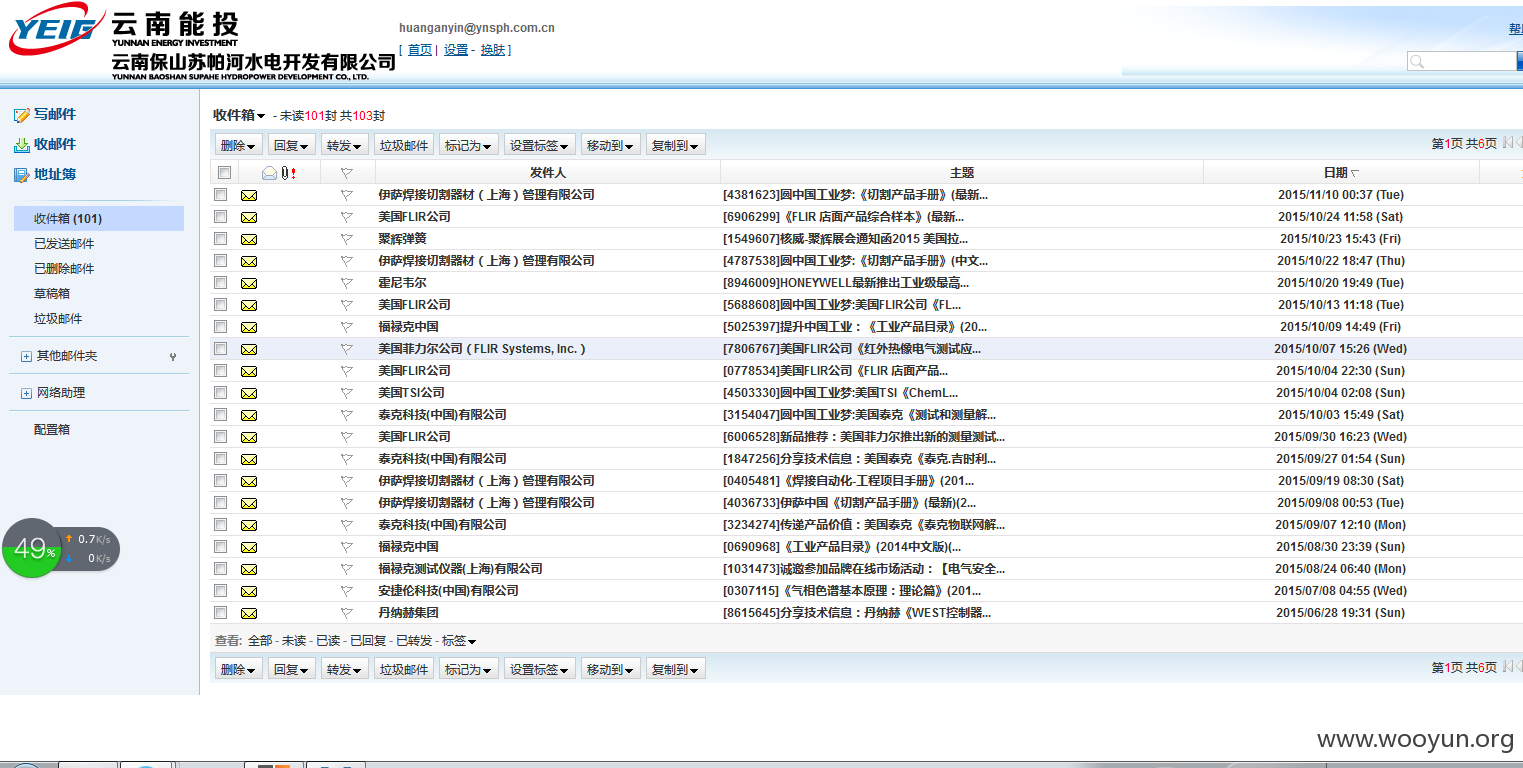 YEIG 云南能投
YUNNAN ENERGY INVESTMENT
云南保山苏帕河水电开发有限公司
YUNNAN BAOSHAN SUPAHE HYDROPOWER DEVELOPMENT CO., LTD.
huanganyin@ynsph.com.cn
[ 首页 | 设置 - 换肤 ]
写邮件
收邮件
地址簿
收件箱 (101)
已发送邮件
已删除邮件
草稿箱
垃圾邮件
其他邮件夹
网络助理
配置箱
49%
0.7K/s
0K/s
收件箱 - 未读101封 共103封
删除 回复 转发 垃圾邮件 标记为 设置标签 移动到 复制到 第1页 共6页
发件人 主题 日期
伊萨焊接切割器材（上海）管理有限公司 [4381623]圆中国工业梦:《切割产品手册》(最新... 2015/11/10 00:37 (Tue)
美国FLIR公司 [6906299]《FLIR 店面产品综合样本》(最新... 2015/10/24 11:58 (Sat)
聚辉弹簧 [1549607]核威-聚辉展会通知函2015 美国拉... 2015/10/23 15:43 (Fri)
伊萨焊接切割器材（上海）管理有限公司 [4787538]圆中国工业梦:《切割产品手册》(中文... 2015/10/22 18:47 (Thu)
霍尼韦尔 [8946009]HONEYWELL最新推出工业级最高... 2015/10/20 19:49 (Tue)
美国FLIR公司 [5688608]圆中国工业梦:美国FLIR公司《FL... 2015/10/13 11:18 (Tue)
福禄克中国 [5025397]提升中国工业：《工业产品目录》(20... 2015/10/09 14:49 (Fri)
美国菲力尔公司（FLIR Systems, Inc.） [7806767]美国FLIR公司《红外热像电气测试应... 2015/10/07 15:26 (Wed)
美国FLIR公司 [0778534]美国FLIR公司《FLIR 店面产品... 2015/10/04 22:30 (Sun)
美国TSI公司 [4503330]圆中国工业梦:美国TSI《ChemL... 2015/10/04 02:08 (Sun)
泰克科技(中国)有限公司 [3154047]圆中国工业梦:美国泰克《测试和测量解... 2015/10/03 15:49 (Sat)
美国FLIR公司 [6006528]新品推荐：美国菲力尔推出新的测量测试... 2015/09/30 16:23 (Wed)
泰克科技(中国)有限公司 [1847256]分享技术信息：美国泰克《泰克.吉时利... 2015/09/27 01:54 (Sun)
伊萨焊接切割器材（上海）管理有限公司 [0405481]《焊接自动化-工程项目手册》(201... 2015/09/19 08:30 (Sat)
伊萨焊接切割器材（上海）管理有限公司 [4036733]伊萨中国《切割产品手册》(最新)(2... 2015/09/08 00:53 (Tue)
泰克科技(中国)有限公司 [3234274]传递产品价值：美国泰克《泰克物联网解... 2015/09/07 12:10 (Mon)
福禄克中国 [0690968]《工业产品目录》(2014中文版)(... 2015/08/30 23:39 (Sun)
福禄克测试仪器(上海)有限公司 [1031473]诚邀参加品牌在线市场活动：【电气安全... 2015/08/24 06:40 (Mon)
安捷伦科技(中国)有限公司 [0307115]《气相色谱基本原理：理论篇》(201... 2015/07/08 04:55 (Wed)
丹纳赫集团 [8615645]分享技术信息：丹纳赫《WEST控制器... 2015/06/28 19:31 (Sun)
查看: 全部 - 未读 - 已读 - 已回复 - 已转发 - 标签
删除 回复 转发 垃圾邮件 标记为 设置标签 移动到 复制到 第1页 共6页
www.wooyun.org